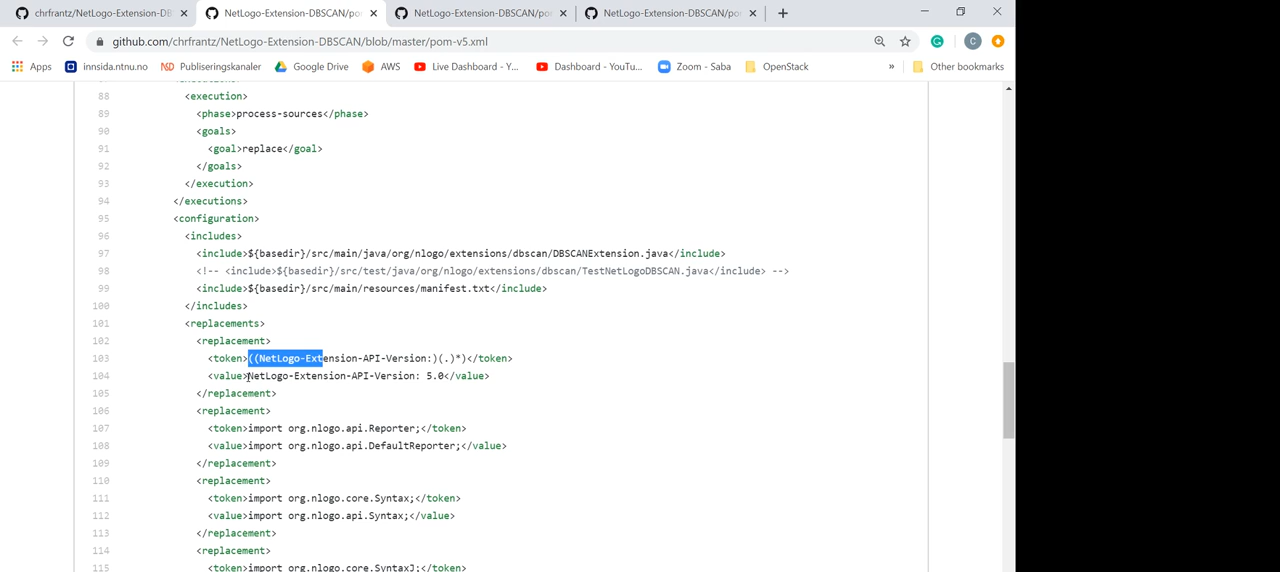 chrfrantz/NetLogo-Extension-DB
NetLogo-Extension-DBSCAN/po
NetLogo-Extension-DBSCAN/po
NetLogo-Extension-DBSCAN/po
github.com/chrfrantz/NetLogo-Extension-DBSCAN/blob/master/pom-v5.xml
C
Apps innsida.ntnu.no NSD Publiseringskanaler Google Drive AWS Live Dashboard - Y... Dashboard - YouTu... Zoom - Saba OpenStack » Other bookmarks
88 <execution>
89 <phase>process-sources</phase>
90 <goals>
91 <goal>replace</goal>
92 </goals>
93 </execution>
94 </executions>
95 <configuration>
96 <includes>
97 <include>${basedir}/src/main/java/org/nlogo/extensions/dbscan/DBSCANExtension.java</include>
98 <!-- <include>${basedir}/src/test/java/org/nlogo/extensions/dbscan/TestNetLogoDBSCAN.java</include> -->
99 <include>${basedir}/src/main/resources/manifest.txt</include>
100 </includes>
101 <replacements>
102 <replacement>
103 <token>((NetLogo-Extension-API-Version:)(.)*)</token>
104 <value>NetLogo-Extension-API-Version: 5.0</value>
105 </replacement>
106 <replacement>
107 <token>import org.nlogo.api.Reporter;</token>
108 <value>import org.nlogo.api.DefaultReporter;</value>
109 </replacement>
110 <replacement>
111 <token>import org.nlogo.core.Syntax;</token>
112 <value>import org.nlogo.api.Syntax;</value>
113 </replacement>
114 <replacement>
115 <token>import org.nlogo.core.SyntaxJ;</token>